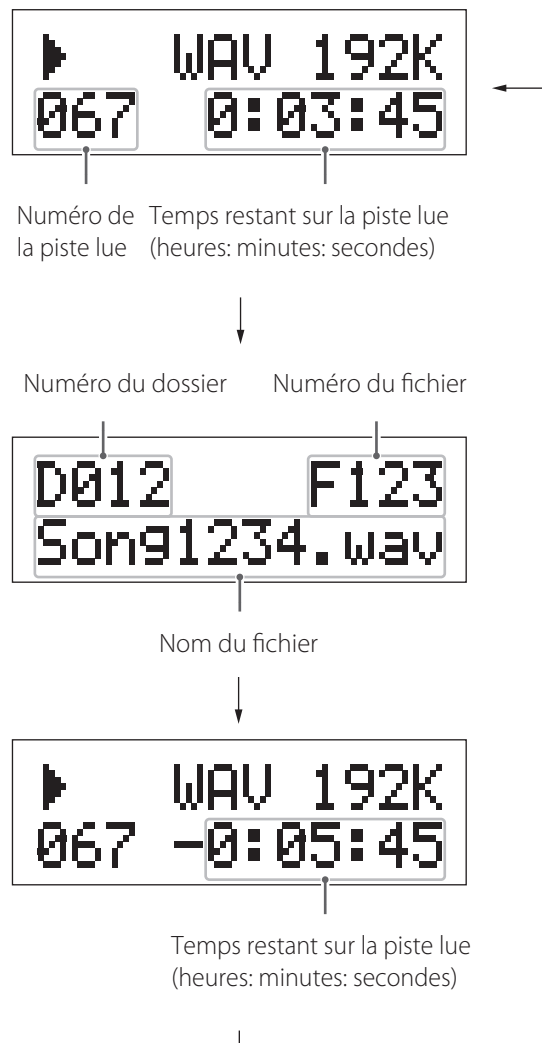 WAV 192K
067 0:03:45
Numéro de la piste lue
Temps restant sur la piste lue
(heures: minutes: secondes)
Numéro du dossier
Numéro du fichier
D012 F123
Song1234.wav
Nom du fichier
WAV 192K
067 -0:05:45
Temps restant sur la piste lue
(heures: minutes: secondes)